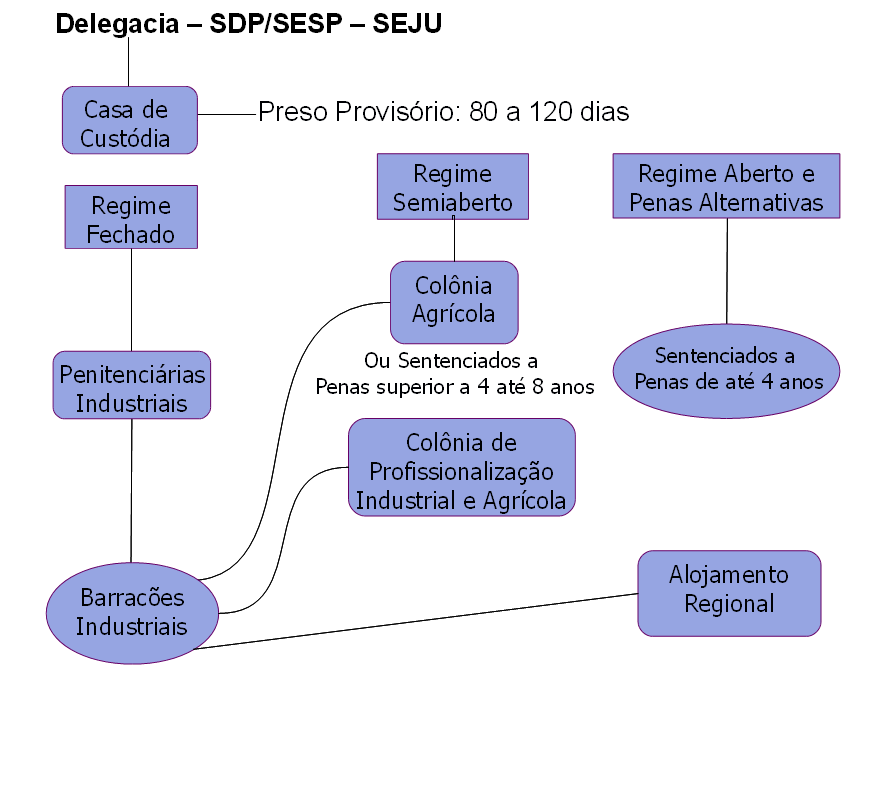 Delegacia – SDP/SESP – SEJU
Casa de
Custódia
Preso Provisório: 80 a 120 dias
Regime
Fechado
Regime
Semiaberto
Regime Aberto e
Penas Alternativas
Colônia
Agrícola
Ou Sentenciados a
Penas superior a 4 até 8 anos
Sentenciados a
Penas de até 4 anos
Penitenciárias
Industriais
Colônia de
Profissionalização
Industrial e Agrícola
Barracões
Industriais
Alojamento
Regional